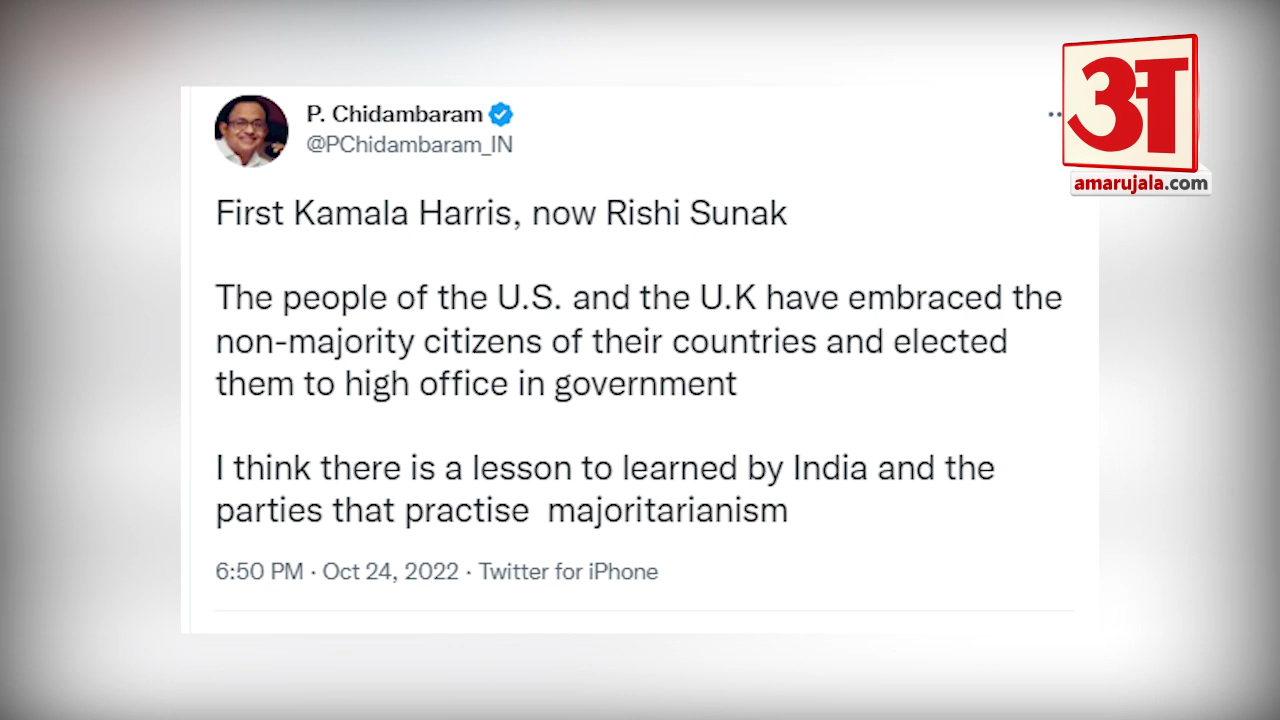 P. Chidambaram
@PChidambaram_IN
अ
amarujala.com
First Kamala Harris, now Rishi Sunak
The people of the U.S. and the U.K have embraced the
non-majority citizens of their countries and elected
them to high office in government
I think there is a lesson to learned by India and the
parties that practise  majoritarianism
6:50 PM · Oct 24, 2022 · Twitter for iPhone